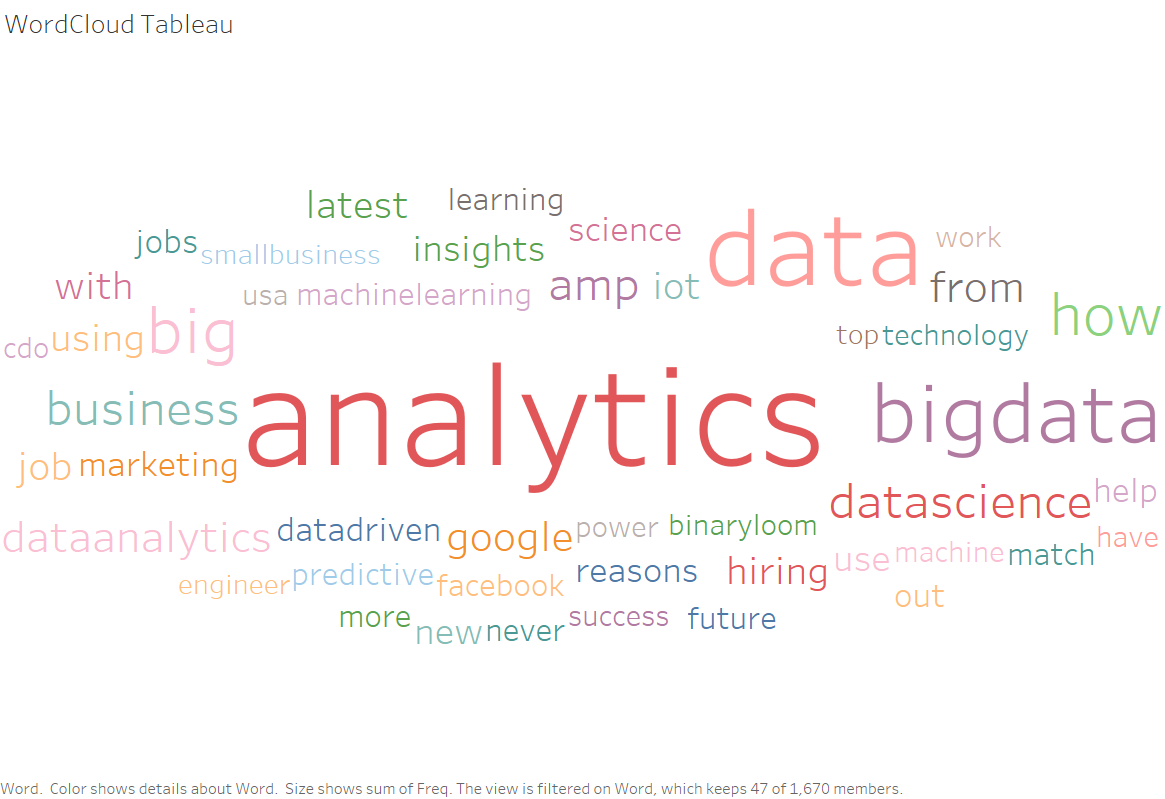 WordCloud Tableau
latest learning
jobs smallbusiness insights science data work
with usa machinelearning amp iot from
cdo using big top technology how
business analytics bigdata
job marketing datascience help
dataanalytics datadriven google power binaryloom use machine match have
engineer predictive facebook reasons hiring out
more new never success future
Word.  Color shows details about Word.  Size shows sum of Freq. The view is filtered on Word, which keeps 47 of 1,670 members.